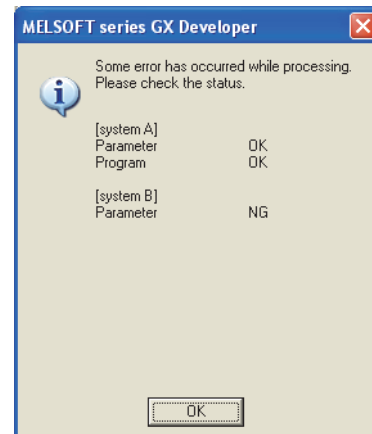 MELSOFT series GX Developer
Some error has occurred while processing.
Please check the status.
[system A]
Parameter OK
Program OK
[system B]
Parameter NG
OK